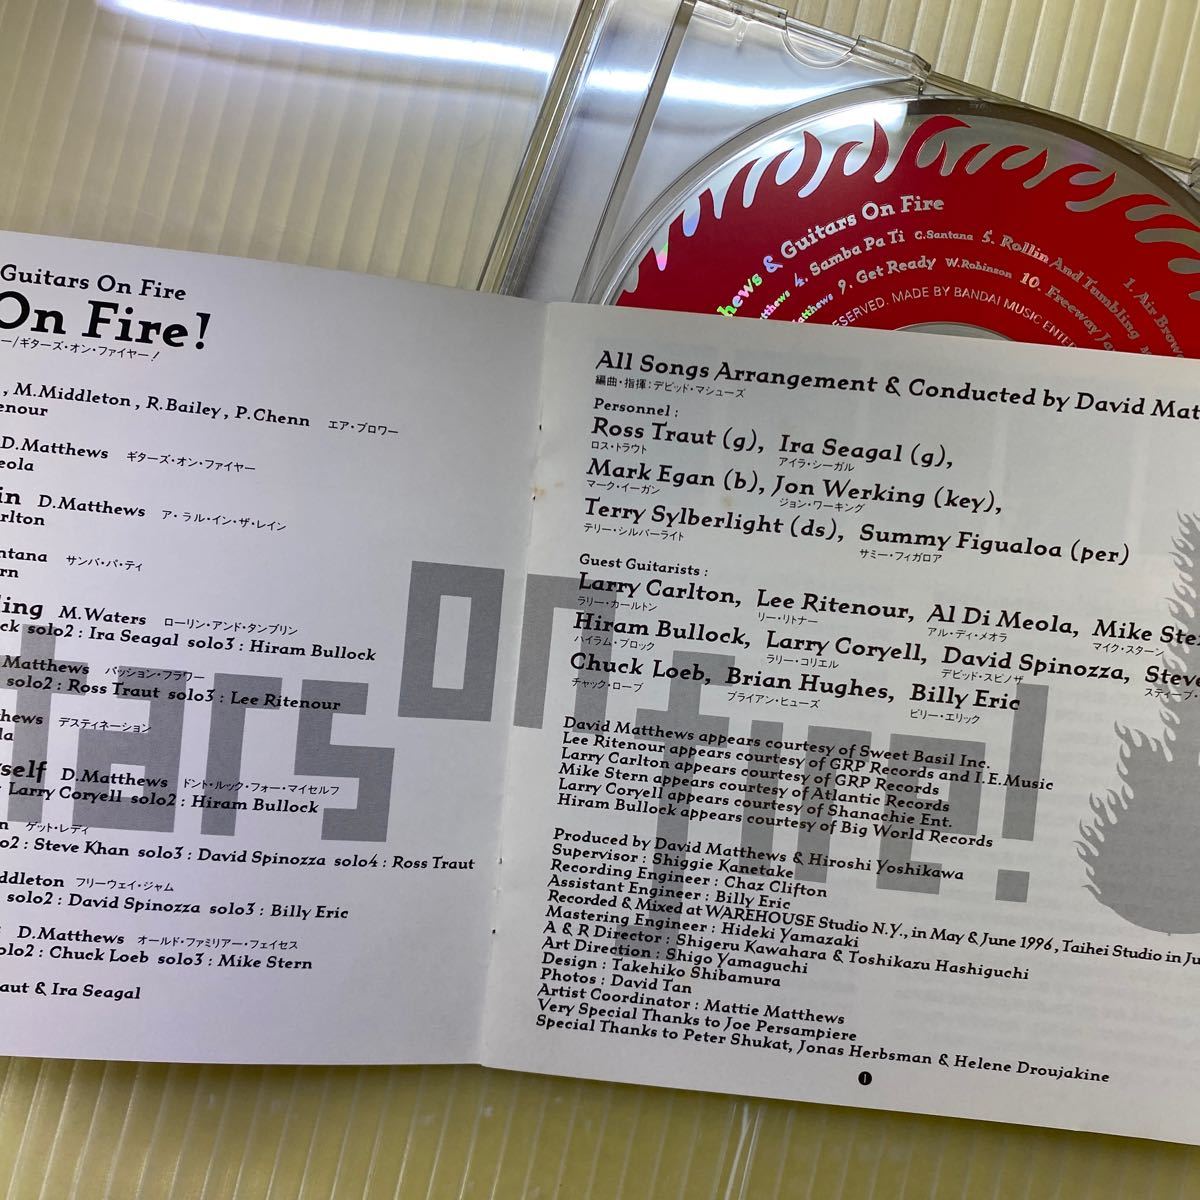 Guitars On Fire
On Fire!
ー/ギターズ・オン・ファイヤー!
, M.Middleton, R.Bailey, P.Chenn エア・ブロワー
enour
D.Matthews ギターズ・オン・ファイヤー
eola
in D.Matthews ア・ラル・イン・ザ・レイン
arlton
ntana サンバ・パ・ティ
ern
ling M.Waters ローリン・アンド・タンブリン
ck solo2 : Ira Seagal solo3 : Hiram Bullock
Matthews パッション・フラワー
solo2 : Ross Traut solo3 : Lee Ritenour
thews デスティネーション
la
yself D.Matthews ドント・ルック・フォー・マイセルフ
: Larry Coryell solo2 : Hiram Bullock
n ゲット・レディ
o2 : Steve Khan solo3 : David Spinozza solo4 : Ross Traut
ddleton フリーウェイ・ジャム
solo2 : David Spinozza solo3 : Billy Eric
D.Matthews オールド・ファミリアー・フェイセス
olo2 : Chuck Loeb solo3 : Mike Stern
aut & Ira Seagal
tars on fire!
hews & Guitars On Fire
1. Air Brow
tthews 4. Samba Pa Ti C.Santana 5. Rollin And Tumbling
atthews 9. Get Ready W.Robinson 10. Freeway Ja
ESERVED. MADE BY BANDAI MUSIC ENTE
All Songs Arrangement & Conducted by David Mat
編曲・指揮:デビッド・マシューズ
Personnel :
Ross Traut (g), Ira Seagal (g),
ロス・トラウト アイラ・シーガル
Mark Egan (b), Jon Werking (key),
マーク・イーガン ジョン・ワーキング
Terry Sylberlight (ds), Summy Figualoa (per)
テリー・シルバーライト サミー・フィガロア
Guest Guitarists :
Larry Carlton, Lee Ritenour, Al Di Meola, Mike Ste
ラリー・カールトン リー・リトナー アル・ディ・メオラ マイク・スターン
Hiram Bullock, Larry Coryell, David Spinozza, Steve
ハイラム・ブロック ラリー・コリエル デビッド・スピノザ スティーブ・
Chuck Loeb, Brian Hughes, Billy Eric
チャック・ローブ ブライアン・ヒューズ ビリー・エリック
David Matthews appears courtesy of Sweet Basil Inc.
Lee Ritenour appears courtesy of GRP Records and I.E.Music
Larry Carlton appears courtesy of GRP Records
Mike Stern appears courtesy of Atlantic Records
Larry Coryell appears courtesy of Shanachie Ent.
Hiram Bullock appears courtesy of Big World Records
Produced by David Matthews & Hiroshi Yoshikawa
Supervisor : Shiggie Kanetake
Recording Engineer : Chaz Clifton
Assistant Engineer : Billy Eric
Recorded & Mixed at WAREHOUSE Studio N.Y., in May & June 1996, Taihei Studio in Ju
Mastering Engineer : Hideki Yamazaki
A & R Director : Shigeru Kawahara & Toshikazu Hashiguchi
Art Direction : Shigo Yamaguchi
Design : Takehiko Shibamura
Photos : David Tan
Artist Coordinator : Mattie Matthews
Very Special Thanks to Joe Persampiere
Special Thanks to Peter Shukat, Jonas Herbsman & Helene Droujakine
1